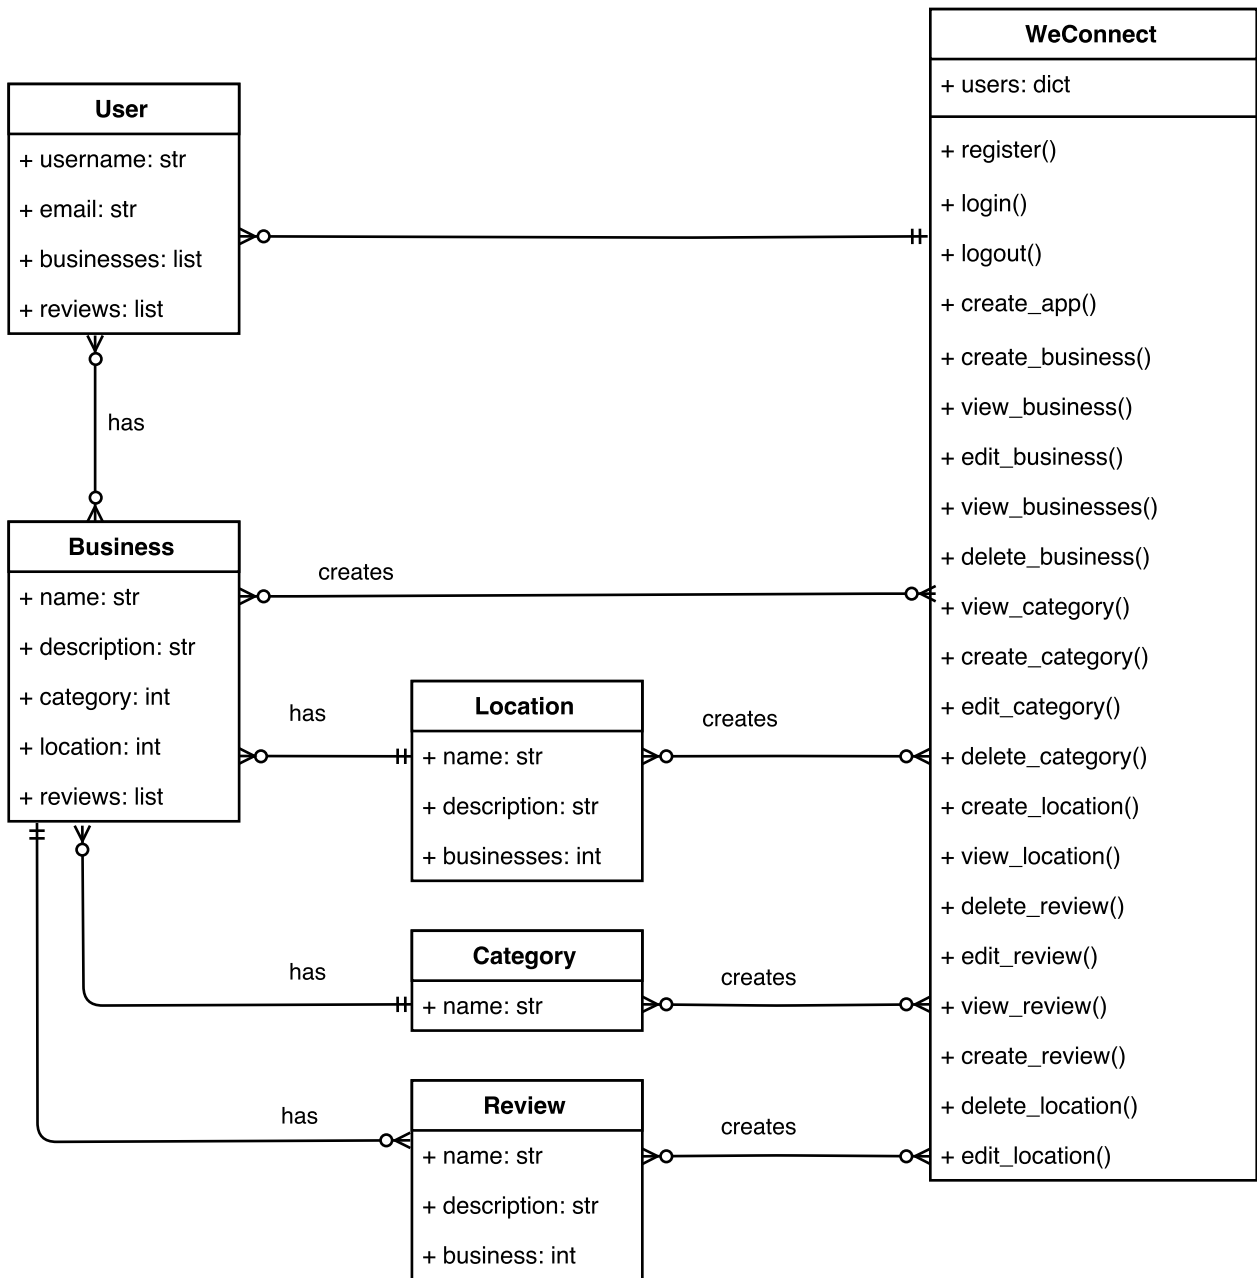 WeConnect
+ users: dict
+ register()
+ login()
+ logout()
+ create_app()
+ create_business()
+ view_business()
+ edit_business()
+ view_businesses()
+ delete_business()
+ view_category()
+ create_category()
+ edit_category()
+ delete_category()
+ create_location()
+ view_location()
+ delete_review()
+ edit_review()
+ view_review()
+ create_review()
+ delete_location()
+ edit_location()
User
+ username: str
+ email: str
+ businesses: list
+ reviews: list
has
Business
+ name: str
+ description: str
+ category: int
+ location: int
+ reviews: list
creates
has
Location
+ name: str
+ description: str
+ businesses: int
creates
has
Category
+ name: str
creates
has
Review
+ name: str
+ description: str
+ business: int
creates